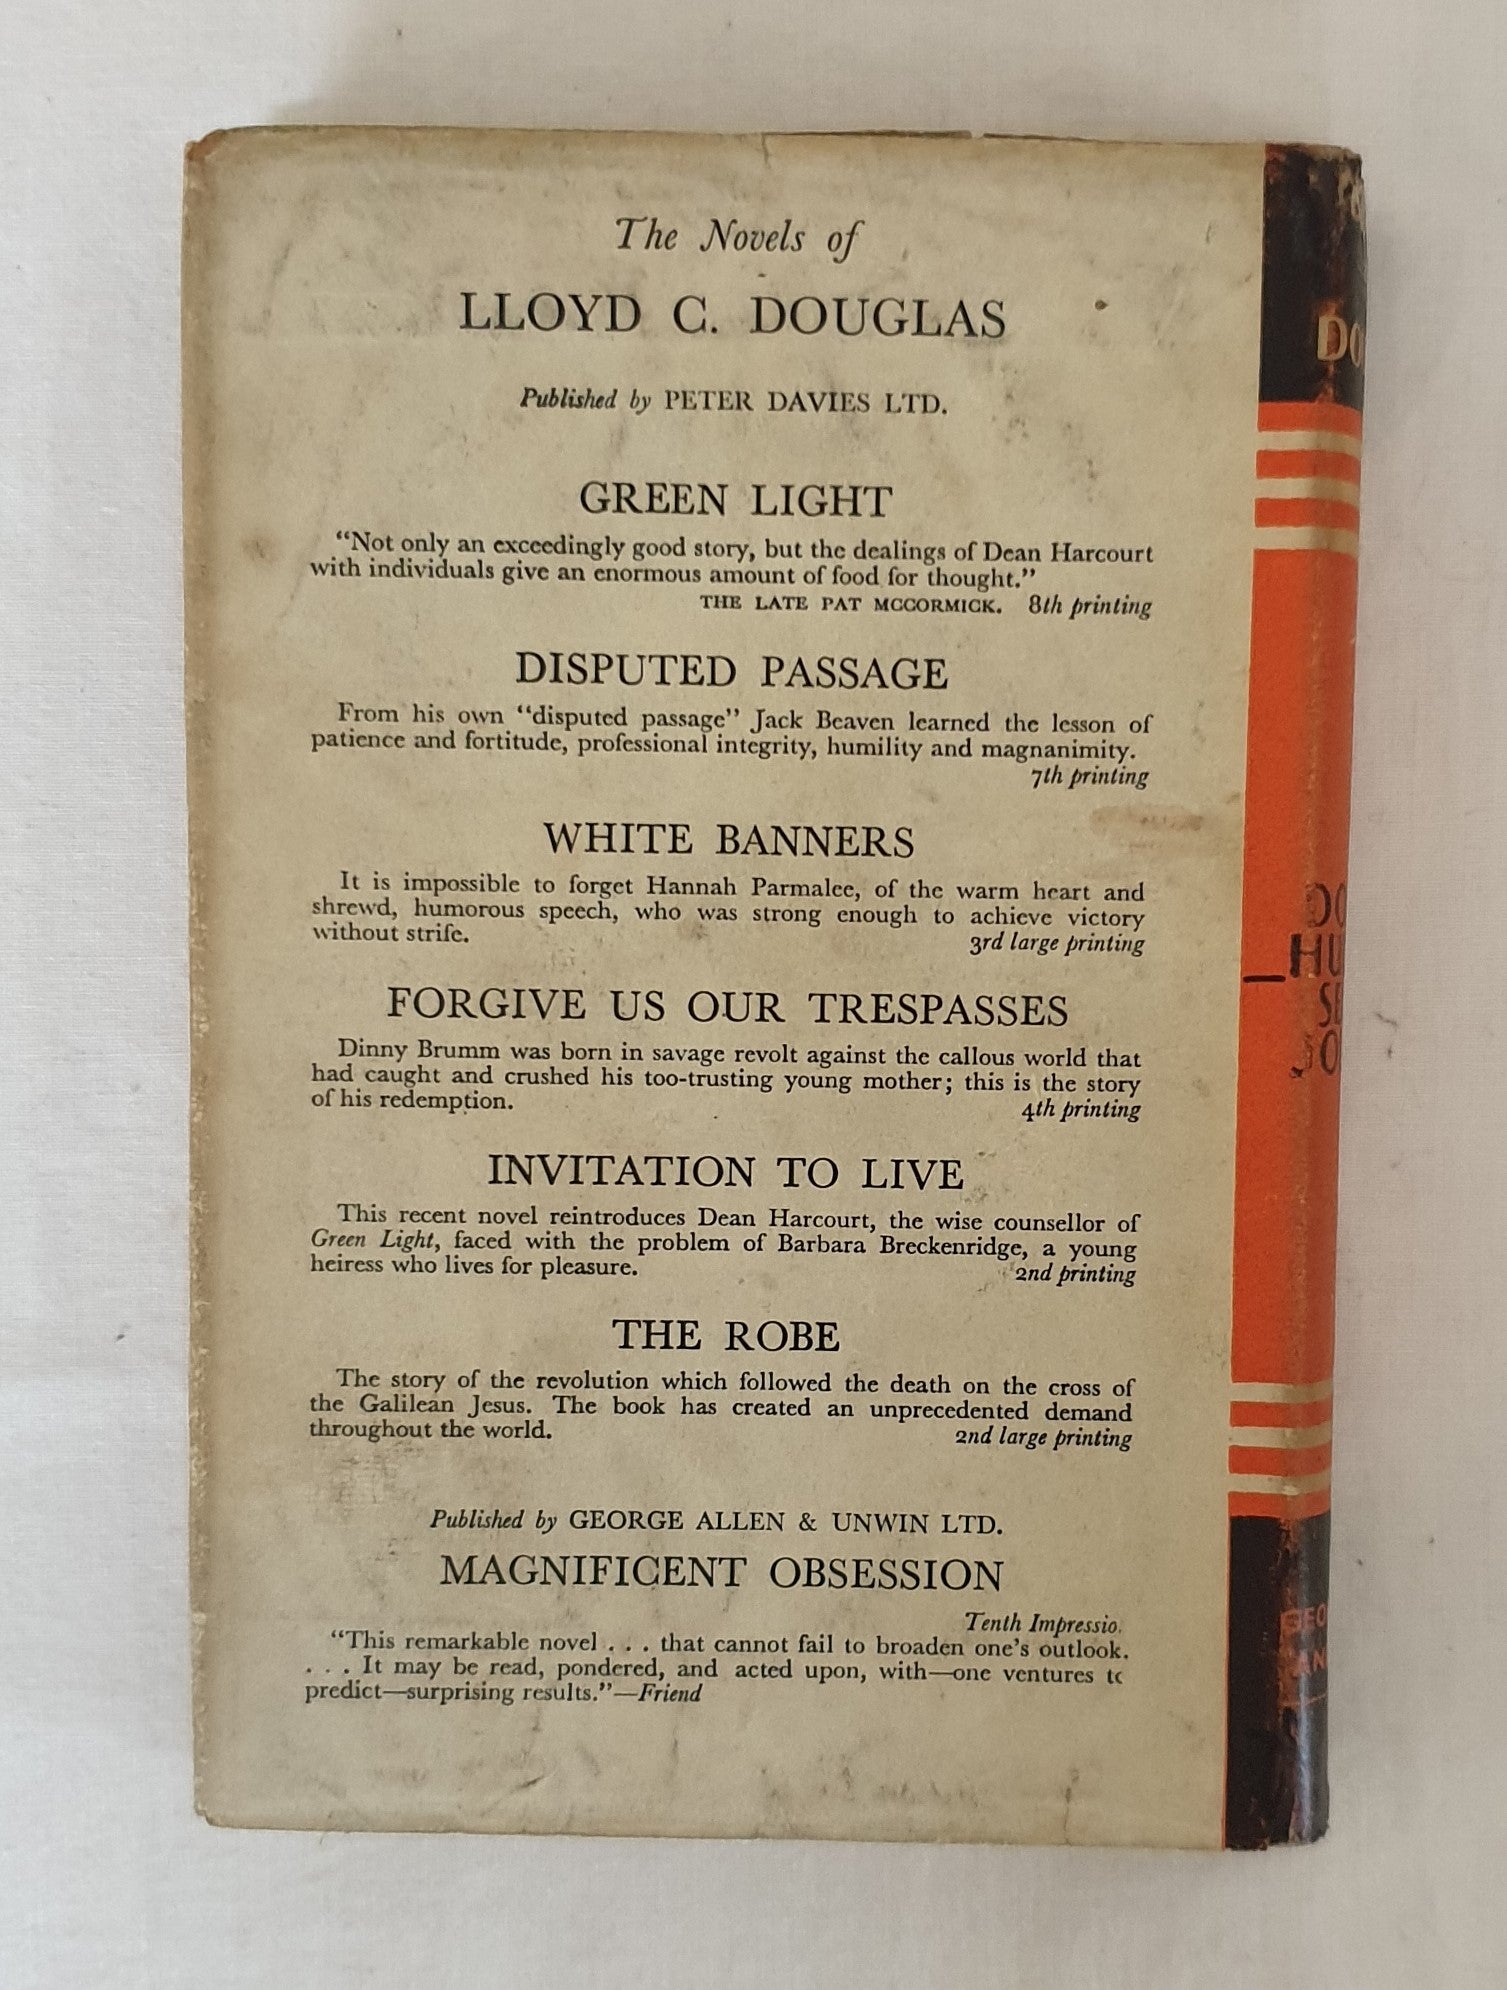 The Novels of
LLOYD C. DOUGLAS
Published by PETER DAVIES LTD.
GREEN LIGHT
"Not only an exceedingly good story, but the dealings of Dean Harcourt
with individuals give an enormous amount of food for thought."
THE LATE PAT MCCORMICK. 8th printing
DISPUTED PASSAGE
From his own "disputed passage" Jack Beaven learned the lesson of
patience and fortitude, professional integrity, humility and magnanimity.
7th printing
WHITE BANNERS
It is impossible to forget Hannah Parmalee, of the warm heart and
shrewd, humorous speech, who was strong enough to achieve victory
without strife. 3rd large printing
FORGIVE US OUR TRESPASSES
Dinny Brumm was born in savage revolt against the callous world that
had caught and crushed his too-trusting young mother; this is the story
of his redemption. 4th printing
INVITATION TO LIVE
This recent novel reintroduces Dean Harcourt, the wise counsellor of
Green Light, faced with the problem of Barbara Breckenridge, a young
heiress who lives for pleasure. 2nd printing
THE ROBE
The story of the revolution which followed the death on the cross of
the Galilean Jesus. The book has created an unprecedented demand
throughout the world. 2nd large printing
Published by GEORGE ALLEN & UNWIN LTD.
MAGNIFICENT OBSESSION
Tenth Impressio
"This remarkable novel . . . that cannot fail to broaden one's outlook.
. . . It may be read, pondered, and acted upon, with—one ventures to
predict—surprising results."—Friend